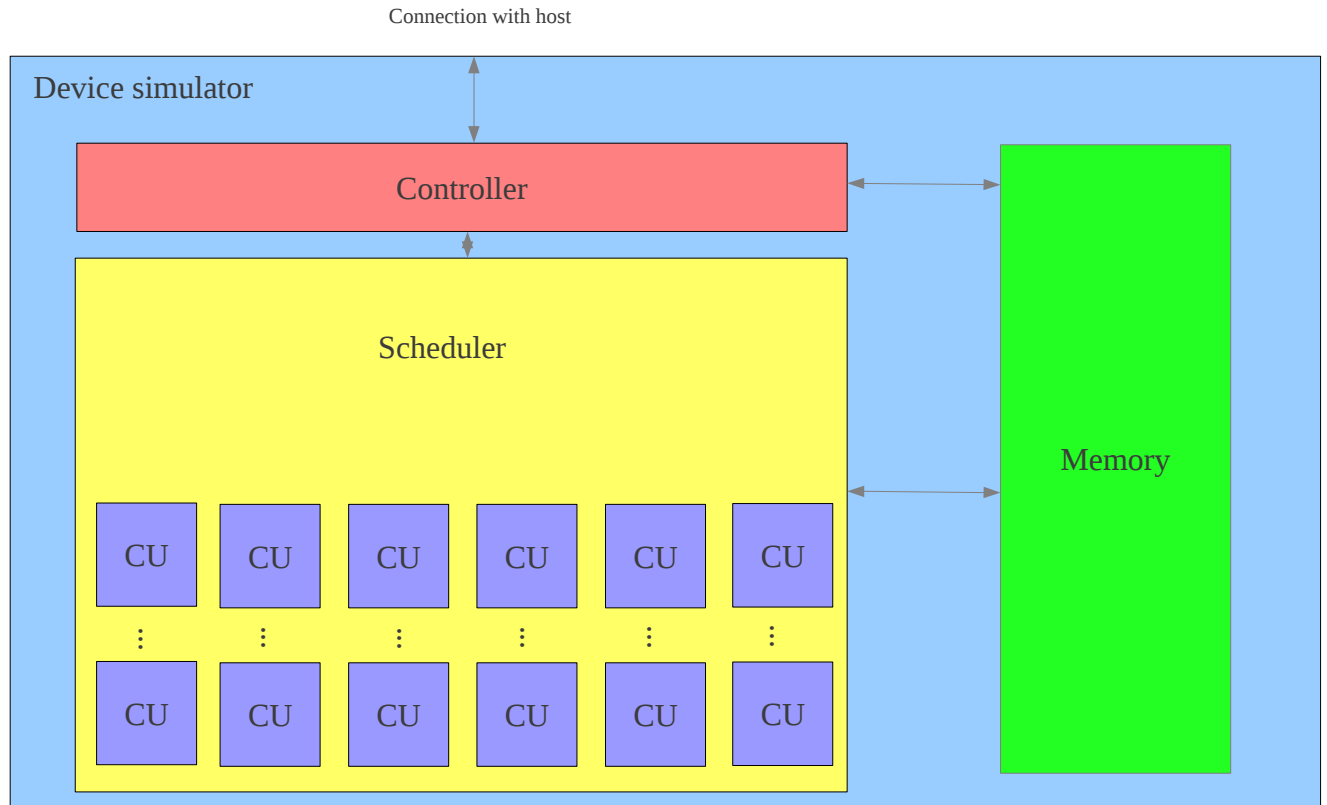 Connection with host
Device simulator
Controller
Scheduler
Memory
CU CU CU CU CU CU
... ... ... ... ... ...
CU CU CU CU CU CU